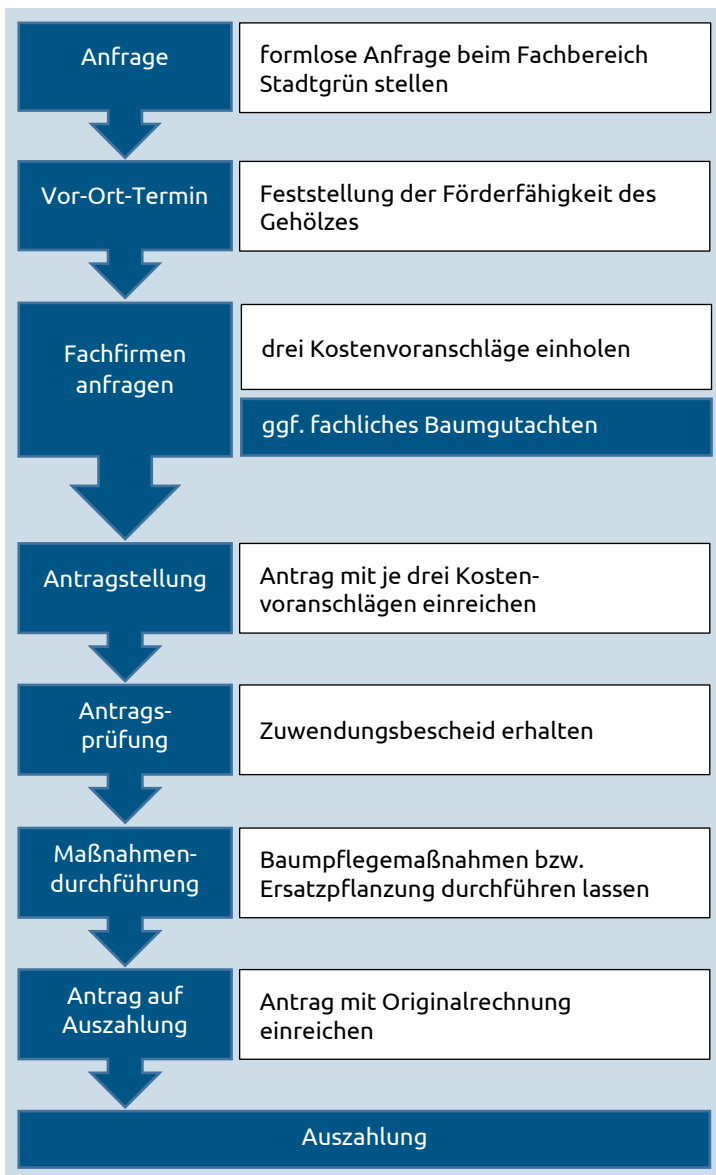 Anfrage
formlose Anfrage beim Fachbereich
Stadtgrün stellen
Vor-Ort-Termin
Feststellung der Förderfähigkeit des
Gehölzes
Fachfirmen
anfragen
drei Kostenvoranschläge einholen
ggf. fachliches Baumgutachten
Antragstellung
Antrag mit je drei Kosten-
voranschlägen einreichen
Antrags-
prüfung
Zuwendungsbescheid erhalten
Maßnahmen-
durchführung
Baumpflegemaßnahmen bzw.
Ersatzpflanzung durchführen lassen
Antrag auf
Auszahlung
Antrag mit Originalrechnung
einreichen
Auszahlung